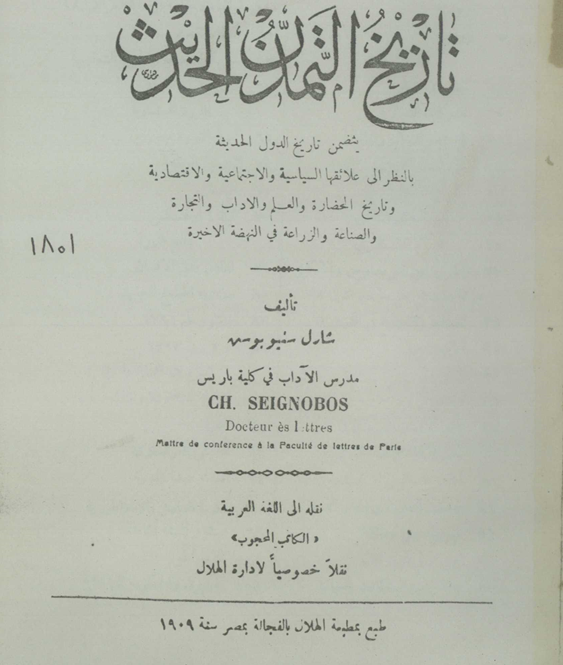 تاريخ التمدن الحديث
يتضمن تاريخ الدول الحديثة
بالنظر الى علائقها السياسية والاجتماعية والاقتصادية
وتاريخ الحضارة والعلم والاداب والتجارة
والصناعة والزراعة في النهضة الاخيرة
١٨٠١
تأليف
شارل سنيوبوس
مدرس الآداب في كلية باريس
CH. SEIGNOBOS
Docteur ès lettres
Maître de conference à la Faculté de lettres de Paris
نقله الى اللغة العربية
«الكاتب المحجوب»
نقلاً خصوصياً لادارة الهلال
طبع بمطبعة الهلال بالفجالة بمصر سنة ١٩٠٩